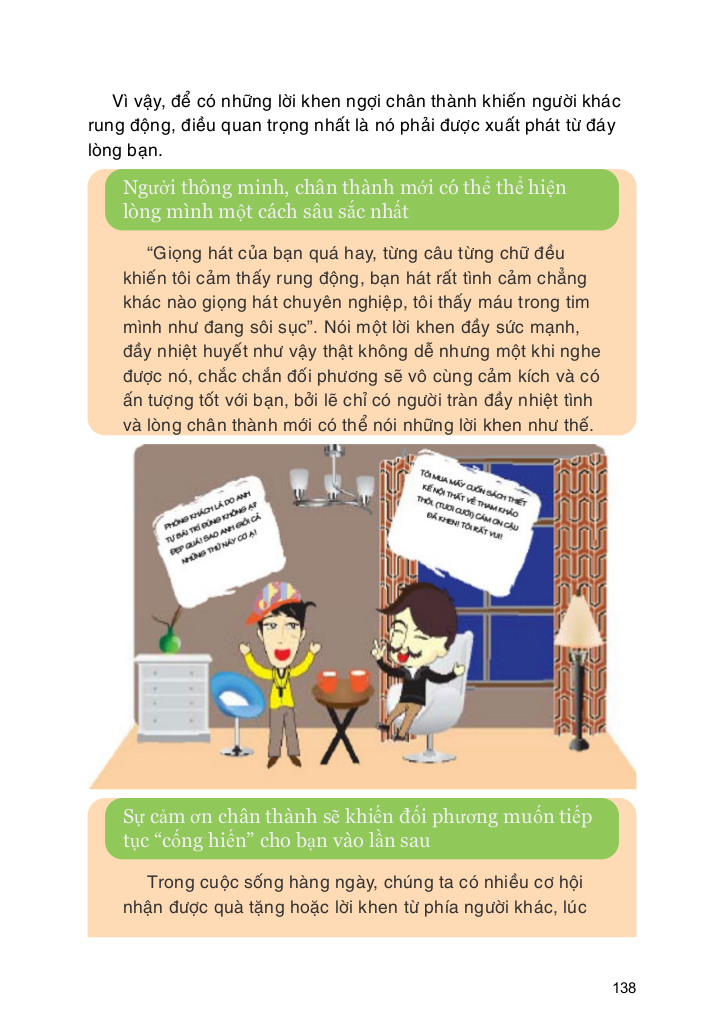 Vì vậy, để có những lời khen ngợi chân thành khiến người khác
rung động, điều quan trọng nhất là nó phải được xuất phát từ đáy
lòng bạn.
Người thông minh, chân thành mới có thể thể hiện
lòng mình một cách sâu sắc nhất
“Giọng hát của bạn quá hay, từng câu từng chữ đều
khiến tôi cảm thấy rung động, bạn hát rất tình cảm chẳng
khác nào giọng hát chuyên nghiệp, tôi thấy máu trong tim
mình như đang sôi sục”. Nói một lời khen đầy sức mạnh,
đầy nhiệt huyết như vậy thật không dễ nhưng một khi nghe
được nó, chắc chắn đối phương sẽ vô cùng cảm kích và có
ấn tượng tốt với bạn, bởi lẽ chỉ có người tràn đầy nhiệt tình
và lòng chân thành mới có thể nói những lời khen như thế.
PHÒNG KHÁCH LÀ DO ANH
TỰ BÀI TRÍ ĐÚNG KHÔNG Ạ?
ĐẸP QUÁ! SAO ANH GIỎI CẢ
NHỮNG THỨ NÀY CƠ Ạ!
TÔI MUA MẤY CUỐN SÁCH THIẾT
KẾ NỘI THẤT VỀ THAM KHẢO
THÔI. (TƯƠI CƯỜI) CẢM ƠN CẬU
ĐÃ KHEN! TÔI RẤT VUI!
Sự cảm ơn chân thành sẽ khiến đối phương muốn tiếp
tục “cống hiến” cho bạn vào lần sau
Trong cuộc sống hàng ngày, chúng ta có nhiều cơ hội
nhận được quà tặng hoặc lời khen từ phía người khác, lúc
138